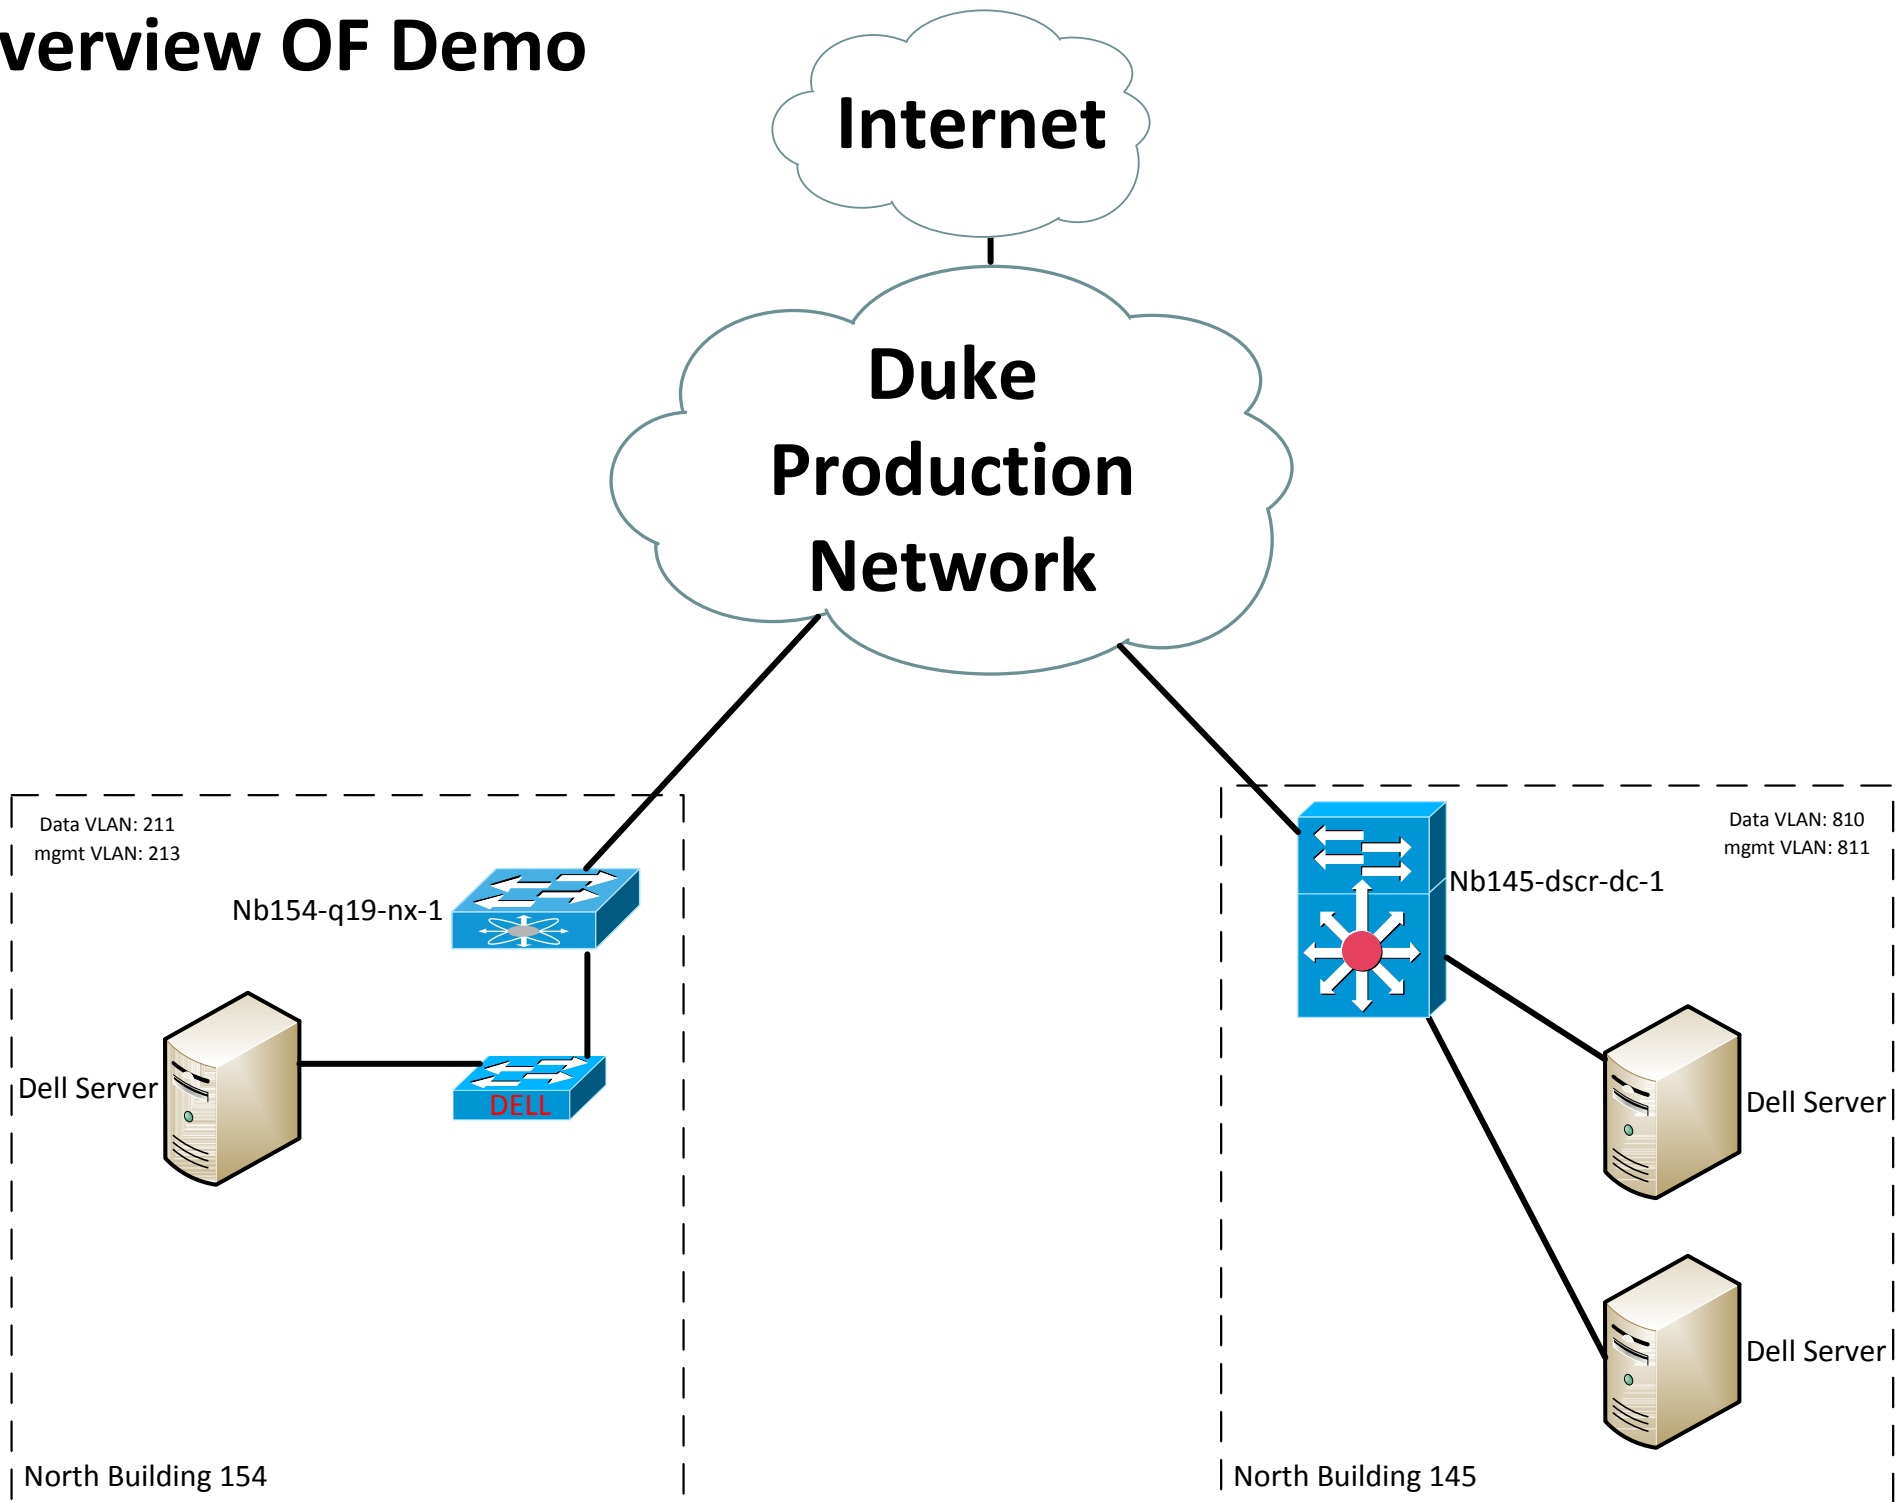 verview OF Demo
Internet
Duke
Production
Network
Data VLAN: 211
mgmt VLAN: 213
Nb154-q19-nx-1
Dell Server
DELL
North Building 154
Data VLAN: 810
mgmt VLAN: 811
Nb145-dscr-dc-1
Dell Server
Dell Server
North Building 145